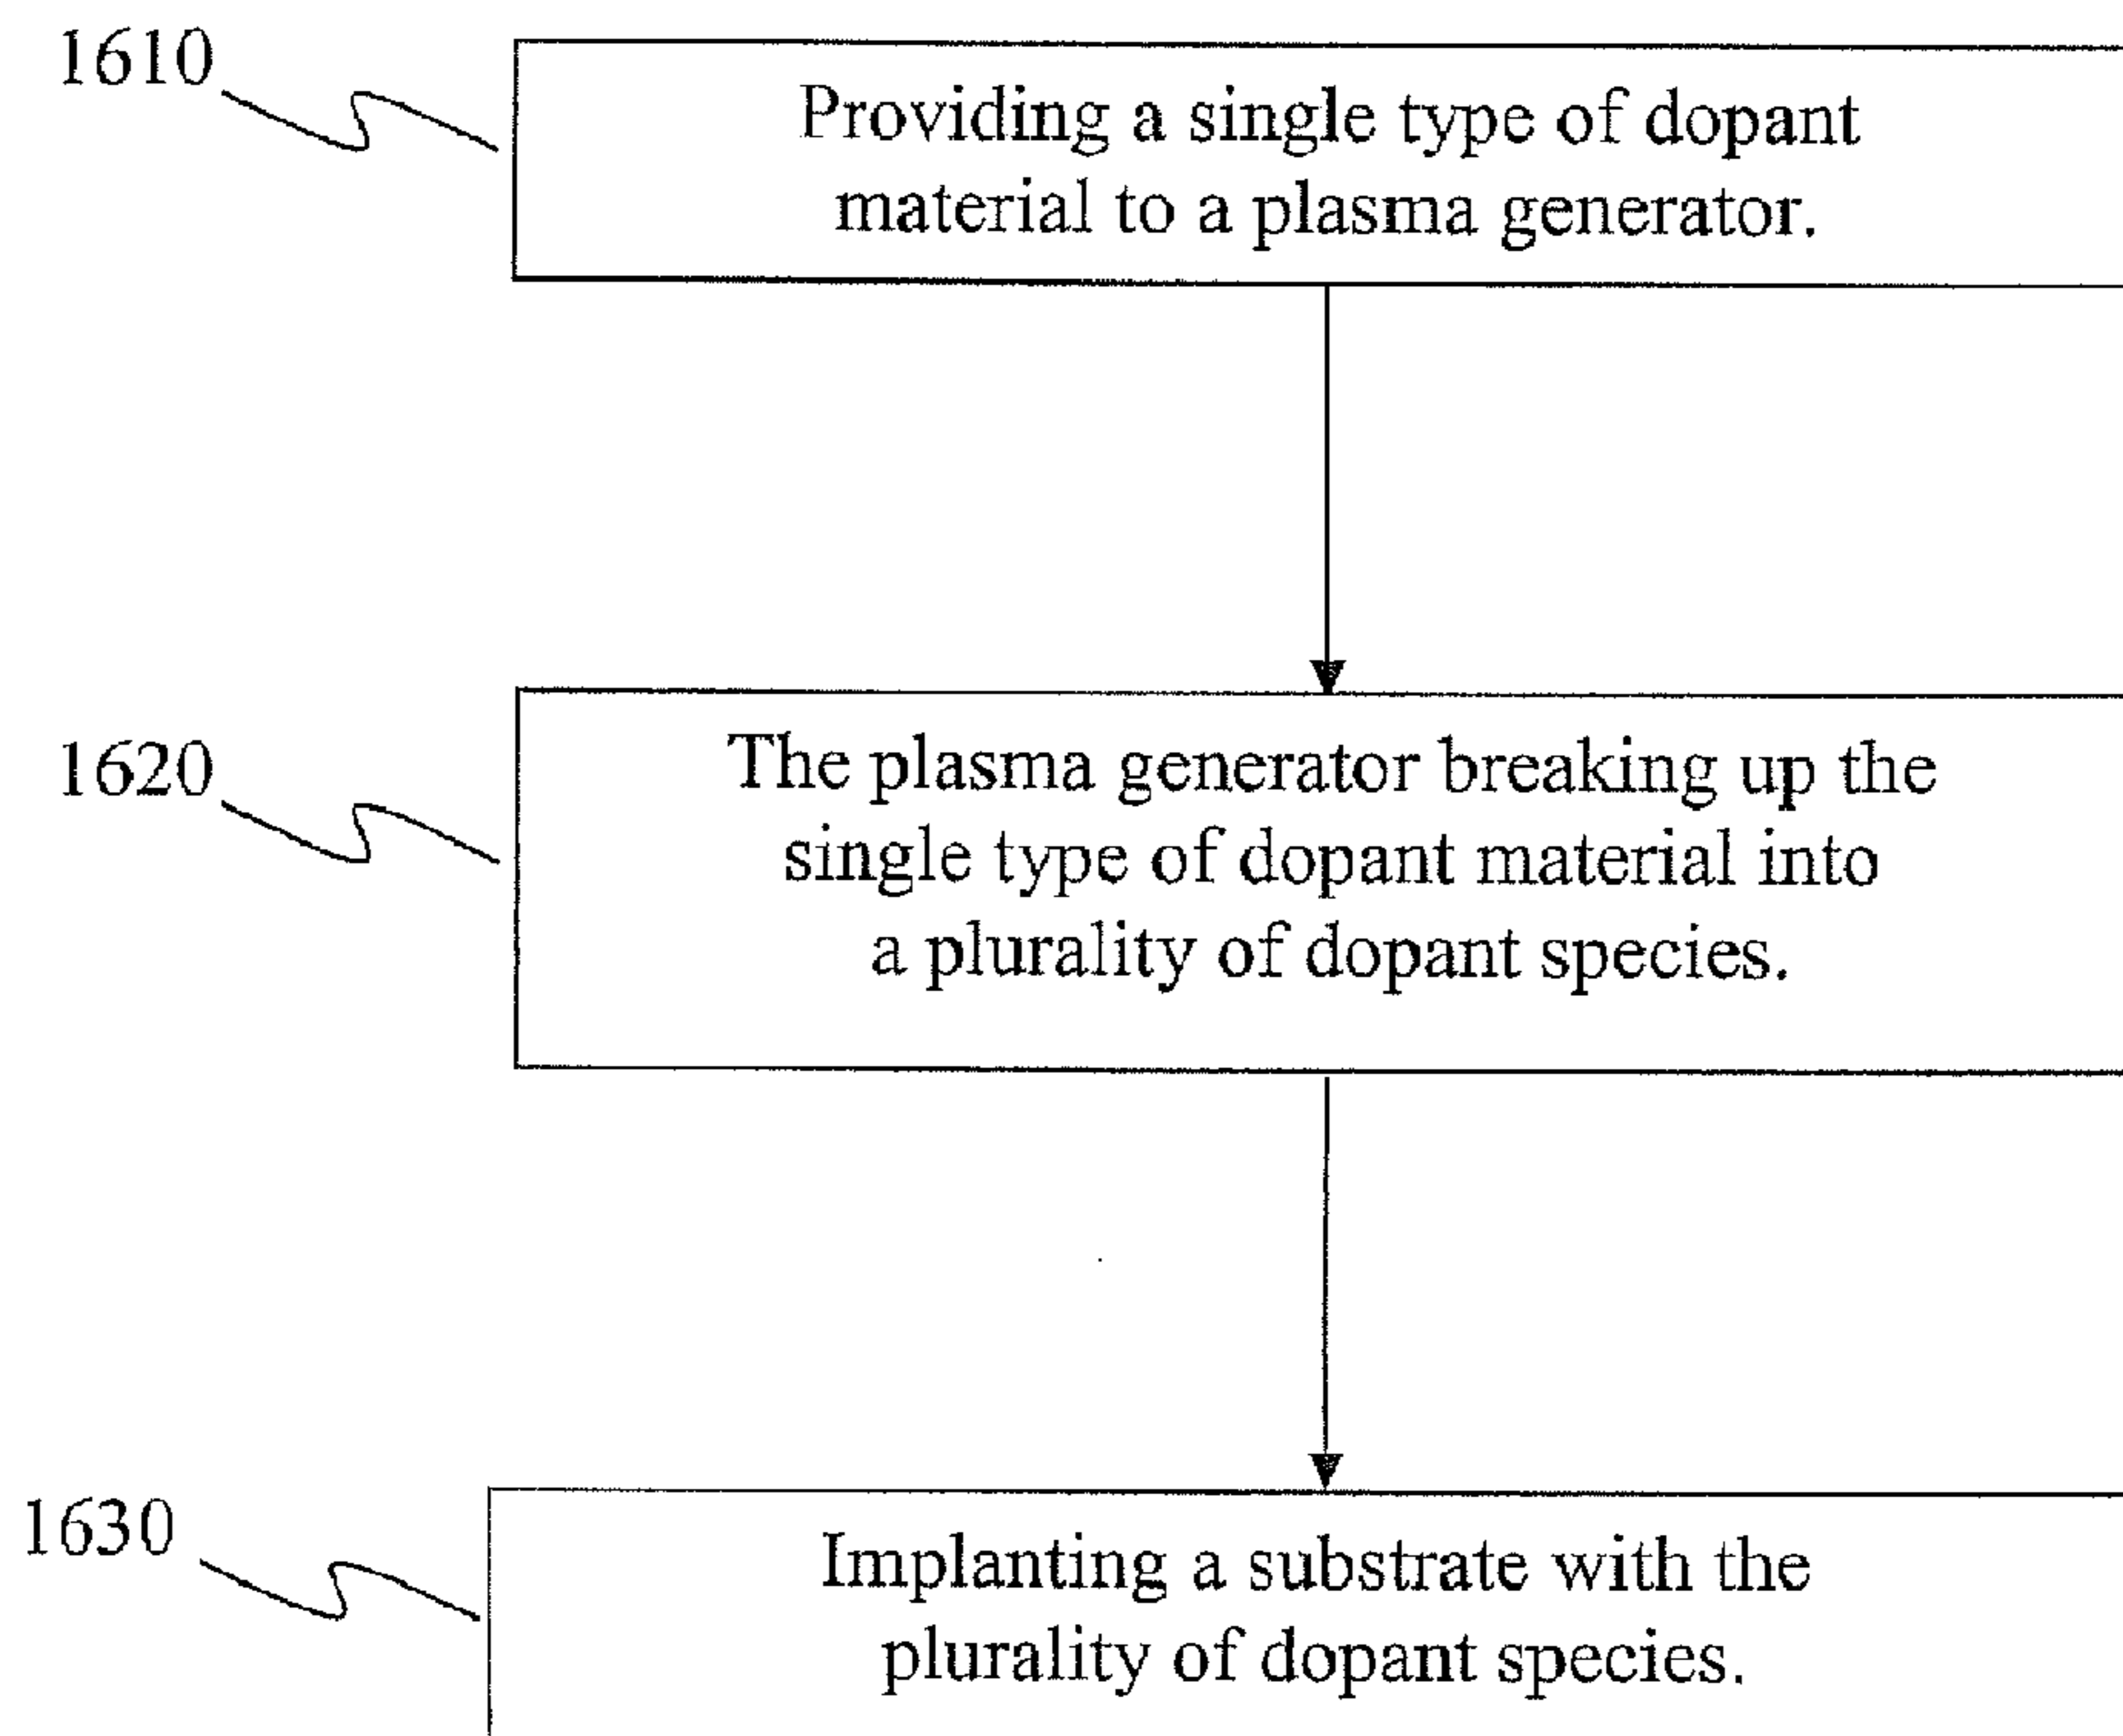 1610
Providing a single type of dopant
material to a plasma generator.
1620
The plasma generator breaking up the
single type of dopant material into
a plurality of dopant species.
1630
Implanting a substrate with the
plurality of dopant species.